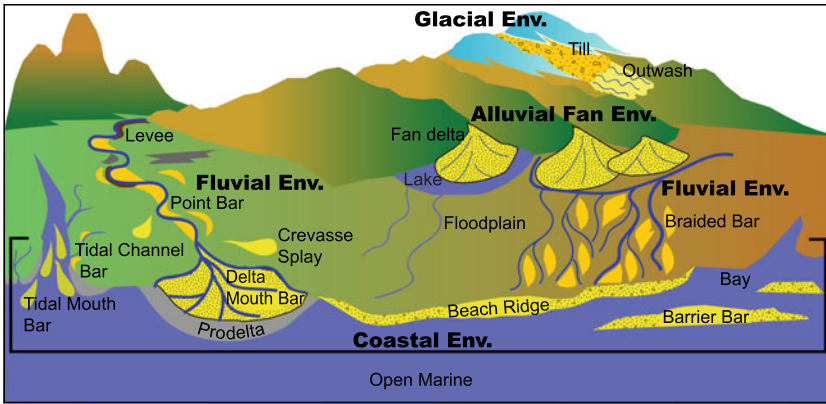 Glacial Env.
Till
Outwash
Alluvial Fan Env.
Levee
Fan delta
Lake
Fluvial Env.
Fluvial Env.
Point Bar
Floodplain
Braided Bar
Crevasse
Splay
Tidal Channel
Bar
Delta
Mouth Bar
Bay
Tidal Mouth
Bar
Beach Ridge
Barrier Bar
Prodelta
Coastal Env.
Open Marine